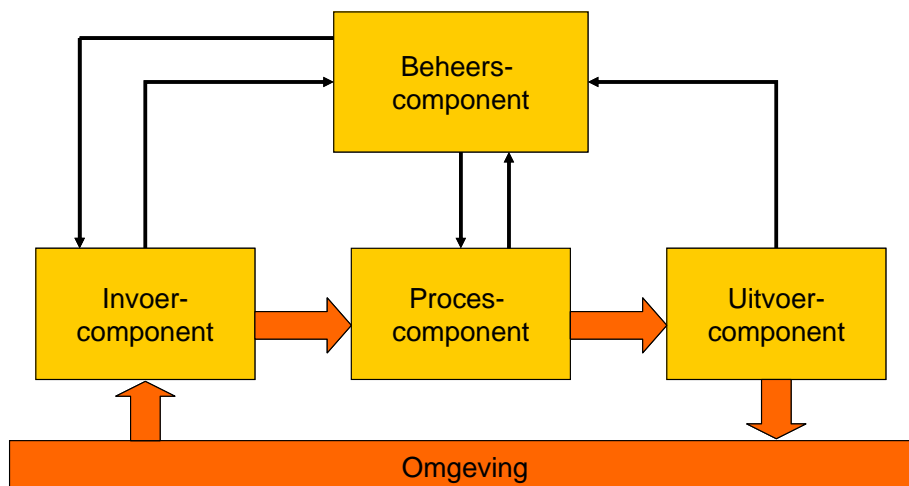 Beheers-
component
Invoer-
component
Proces-
component
Uitvoer-
component
Omgeving